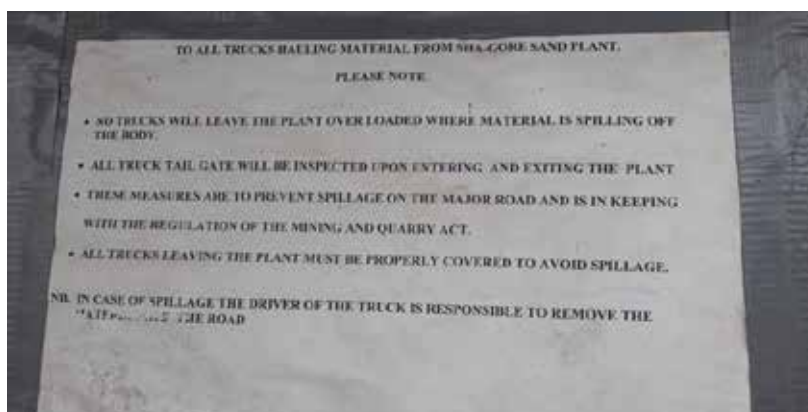 TO ALL TRUCKS HAULING MATERIAL FROM SHA-GORE SAND PLANT.
PLEASE NOTE
• NO TRUCKS WILL LEAVE THE PLANT OVER LOADED WHERE MATERIAL IS SPILLING OFF
THE BODY.
• ALL TRUCK TAIL GATE WILL BE INSPECTED UPON ENTERING AND EXITING THE PLANT
• THESE MEASURES ARE TO PREVENT SPILLAGE ON THE MAJOR ROAD AND IS IN KEEPING
WITH THE REGULATION OF THE MINING AND QUARRY ACT.
• ALL TRUCKS LEAVING THE PLANT MUST BE PROPERLY COVERED TO AVOID SPILLAGE.
NB. IN CASE OF SPILLAGE THE DRIVER OF THE TRUCK IS RESPONSIBLE TO REMOVE THE
THE ROAD